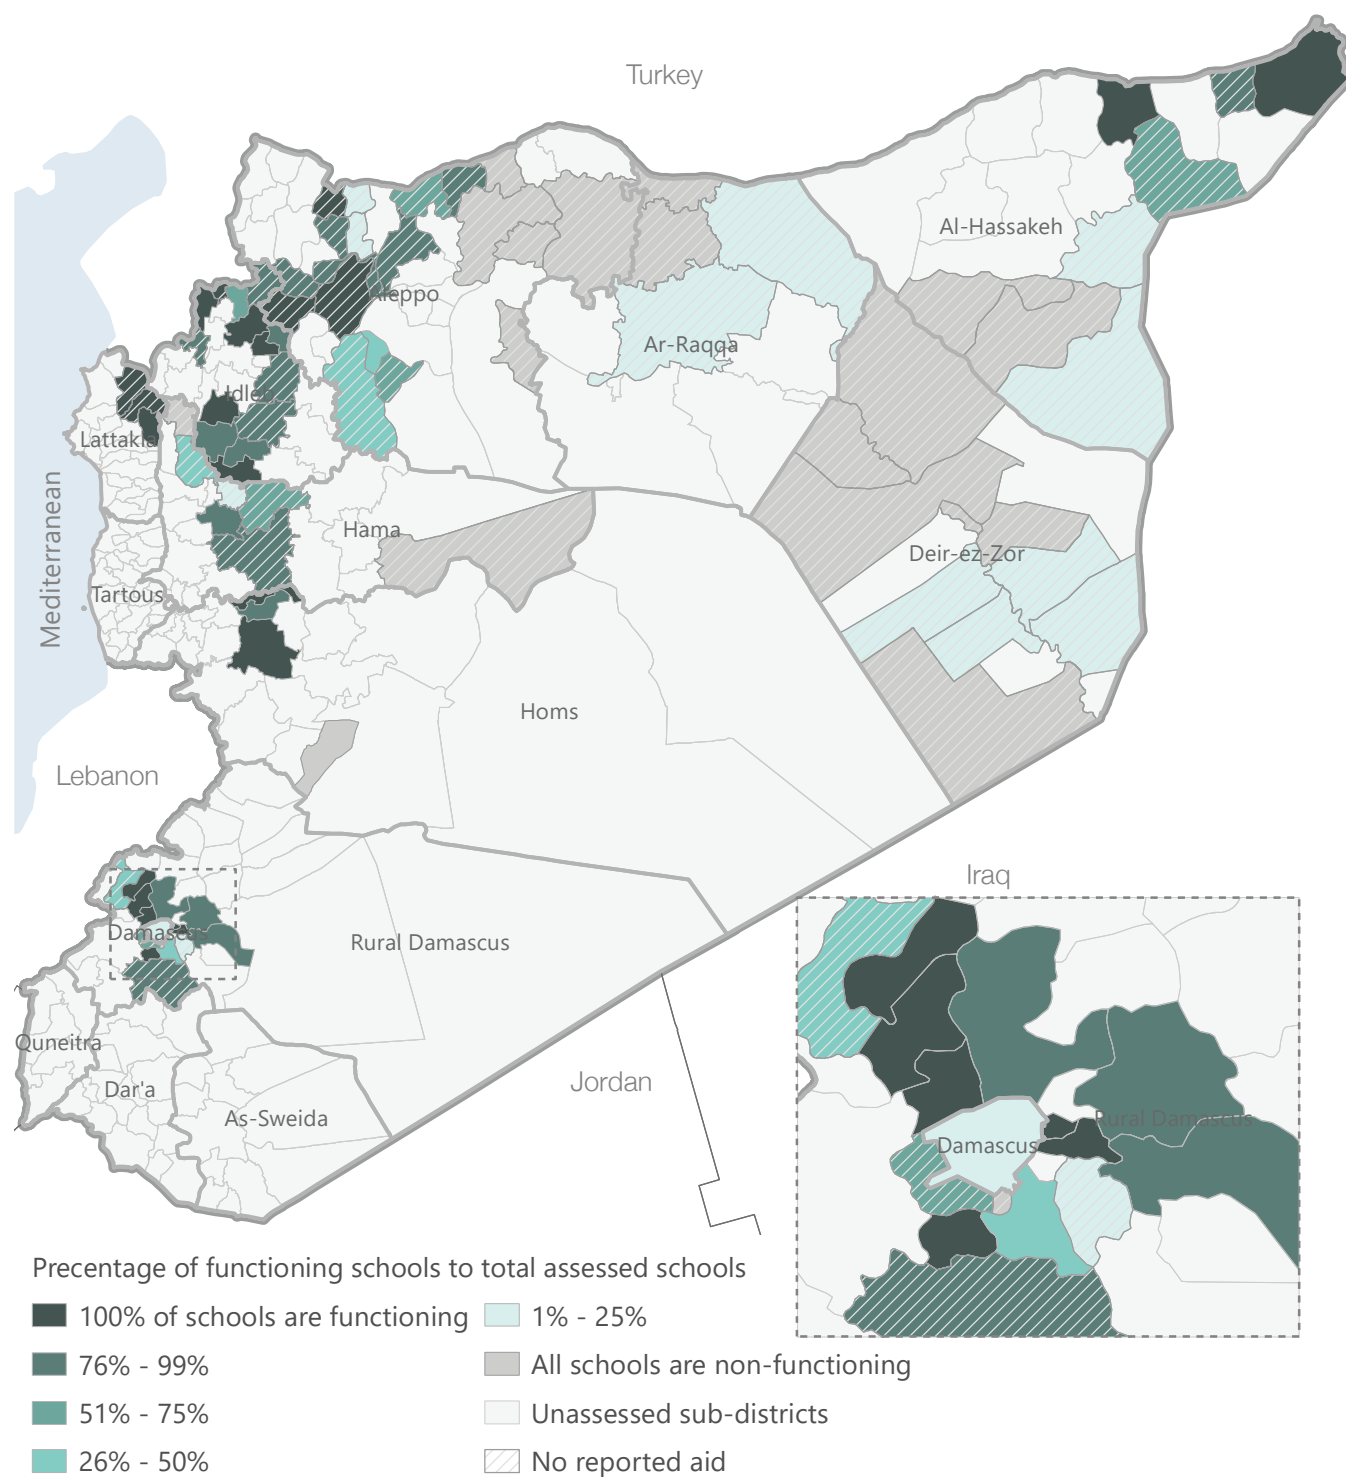 Turkey
Al-Hassakeh
Aleppo
Ar-Raqqa
Idleb
Lattakia
Mediterranean
Hama
Deir-ez-Zor
Tartous
Homs
Lebanon
Iraq
Damascus
Rural Damascus
Quneitra
Jordan
Dar'a
As-Sweida
Rural Damascus
Damascus
Precentage of functioning schools to total assessed schools
100% of schools are functioning
76% - 99%
51% - 75%
26% - 50%
1% - 25%
All schools are non-functioning
Unassessed sub-districts
No reported aid